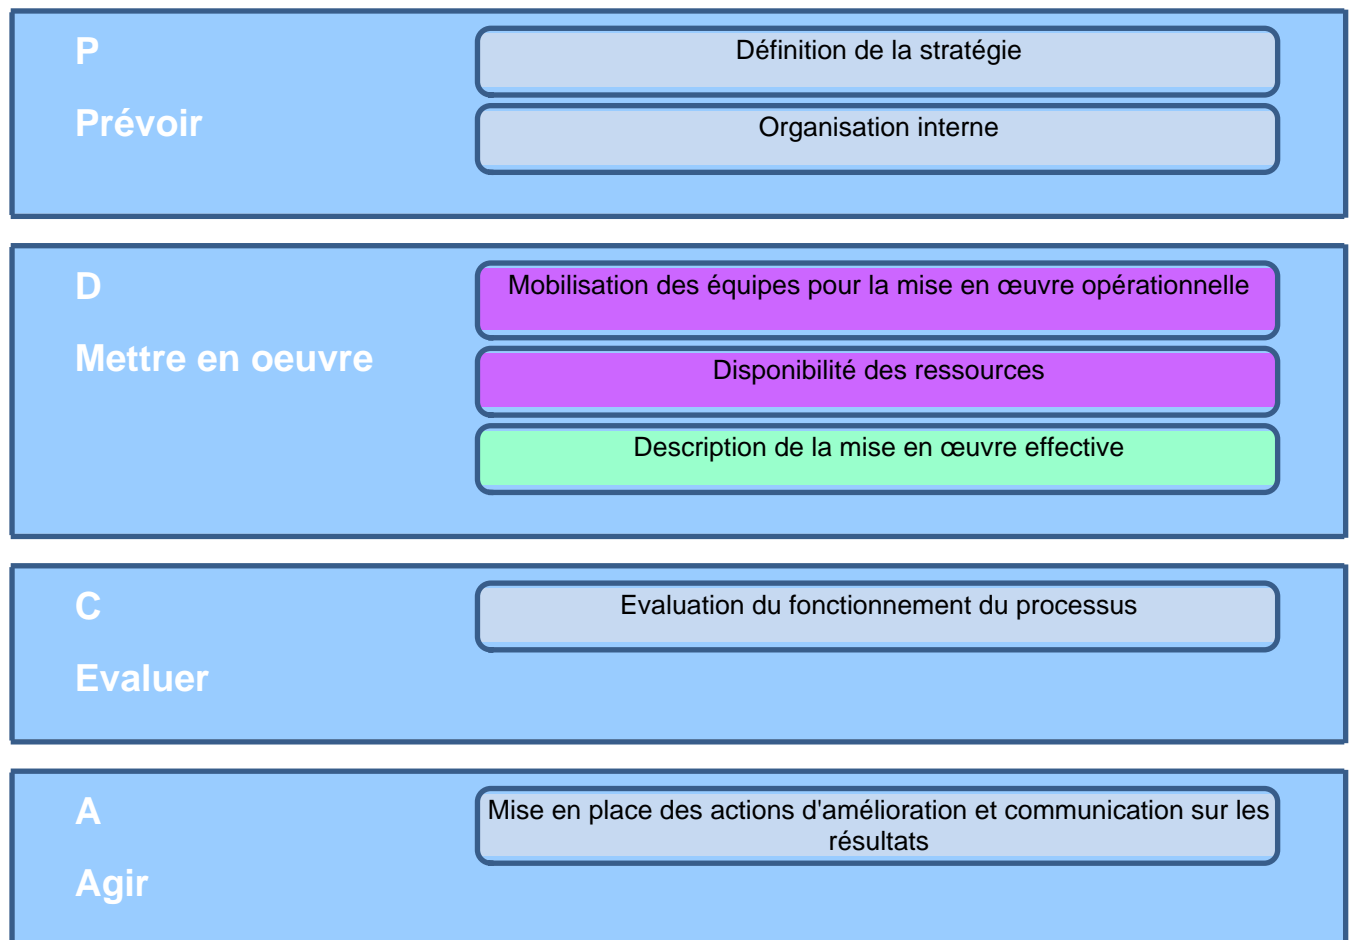 P
Définition de la stratégie
Prévoir
Organisation interne
D
Mobilisation des équipes pour la mise en œuvre opérationnelle
Mettre en oeuvre
Disponibilité des ressources
Description de la mise en œuvre effective
C
Evaluation du fonctionnement du processus
Evaluer
A
Mise en place des actions d'amélioration et communication sur les
résultats
Agir